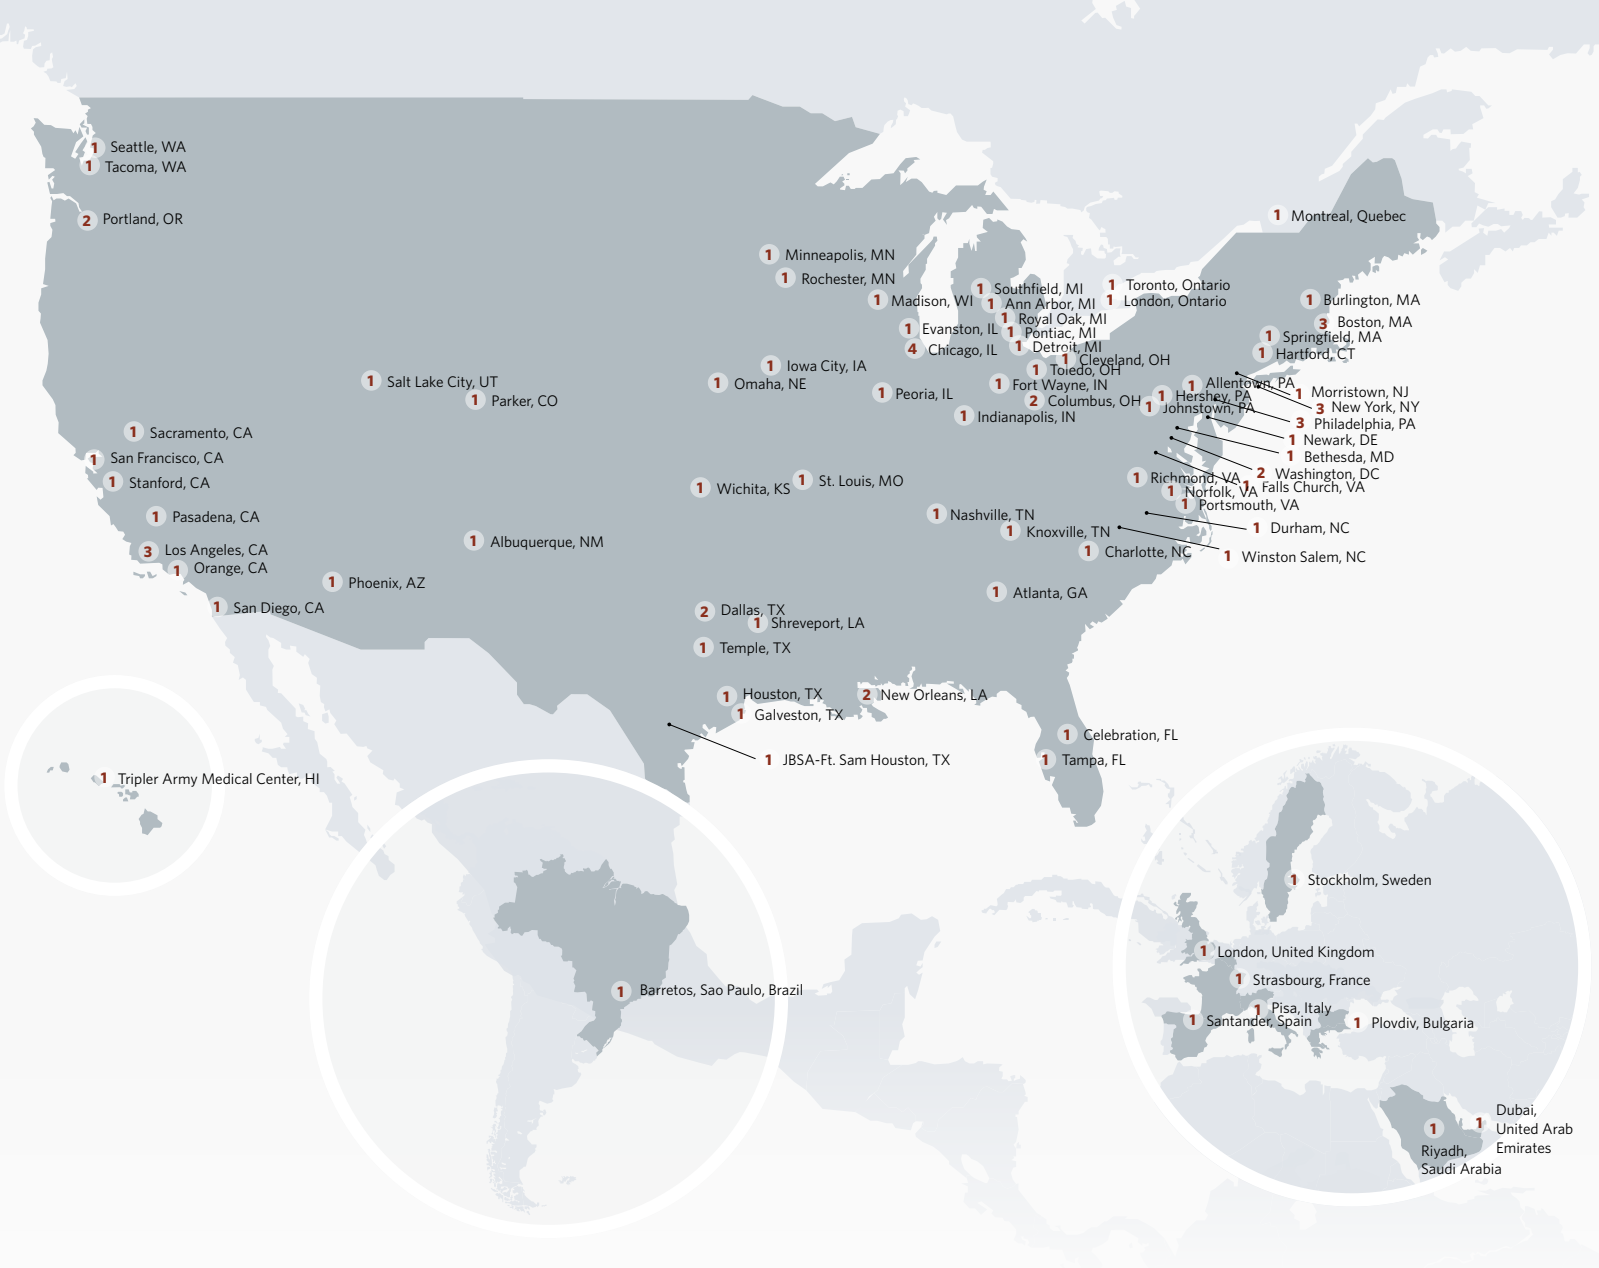 1 Seattle, WA
1 Tacoma, WA
2 Portland, OR
1 Montreal, Quebec
1 Minneapolis, MN
1 Rochester, MN
1 Madison, WI
1 Southfield, MI
1 Ann Arbor, MI
1 Royal Oak, MI
1 Pontiac, MI
1 Detroit, MI
1 Toronto, Ontario
1 London, Ontario
1 Burlington, MA
3 Boston, MA
1 Springfield, MA
1 Hartford, CT
1 Evanston, IL
4 Chicago, IL
1 Cleveland, OH
1 Toledo, OH
1 Iowa City, IA
1 Omaha, NE
1 Peoria, IL
1 Fort Wayne, IN
2 Columbus, OH
1 Indianapolis, IN
1 Allentown, PA
1 Hershey, PA
1 Johnstown, PA
1 Morristown, NJ
3 New York, NY
3 Philadelphia, PA
1 Newark, DE
1 Bethesda, MD
2 Washington, DC
1 Falls Church, VA
1 Salt Lake City, UT
1 Parker, CO
1 Sacramento, CA
1 San Francisco, CA
1 Stanford, CA
1 Pasadena, CA
3 Los Angeles, CA
1 Orange, CA
1 San Diego, CA
1 Phoenix, AZ
1 Albuquerque, NM
1 Wichita, KS
1 St. Louis, MO
1 Richmond, VA
1 Norfolk, VA
1 Portsmouth, VA
1 Nashville, TN
1 Knoxville, TN
1 Charlotte, NC
1 Durham, NC
1 Winston Salem, NC
1 Atlanta, GA
2 Dallas, TX
1 Shreveport, LA
1 Temple, TX
1 Houston, TX
1 Galveston, TX
2 New Orleans, LA
1 JBSA-Ft. Sam Houston, TX
1 Celebration, FL
1 Tampa, FL
1 Tripler Army Medical Center, HI
1 Barretos, Sao Paulo, Brazil
1 Stockholm, Sweden
1 London, United Kingdom
1 Strasbourg, France
1 Pisa, Italy
1 Santander, Spain
1 Plovdiv, Bulgaria
1 Dubai,
United Arab
Emirates
1
Riyadh,
Saudi Arabia